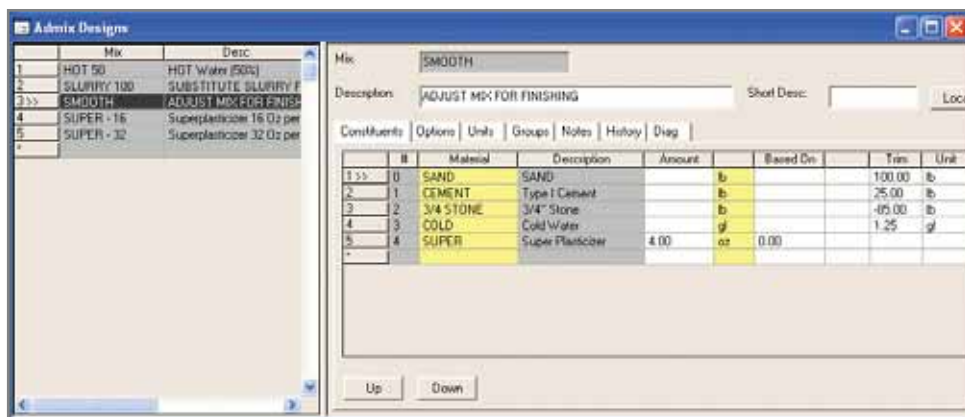 Admix Designs
Mix Desc
1 HOT 50 HOT Water (50%)
2 SLURRY 100 SUBSTITUTE SLURRY F
3 >> SMOOTH ADJUST MIX FOR FINISH
4 SUPER - 16 Superplasticizer 16 Oz per
5 SUPER - 32 Superplasticizer 32 Oz per
*
Mix SMOOTH
Description: ADJUST MIX FOR FINISHING Short Desc: Loca
Constituents Options Units Groups Notes History Diag
# Material Description Amount Based On Trim Unit
1 >> 0 SAND SAND lb 100.00 lb
2 1 CEMENT Type I Cement lb 25.00 lb
3 2 3/4 STONE 3/4" Stone lb -85.00 lb
4 3 COLD Cold Water gl 1.25 gl
5 4 SUPER Super Plasticizer 4.00 oz 0.00
*
Up Down